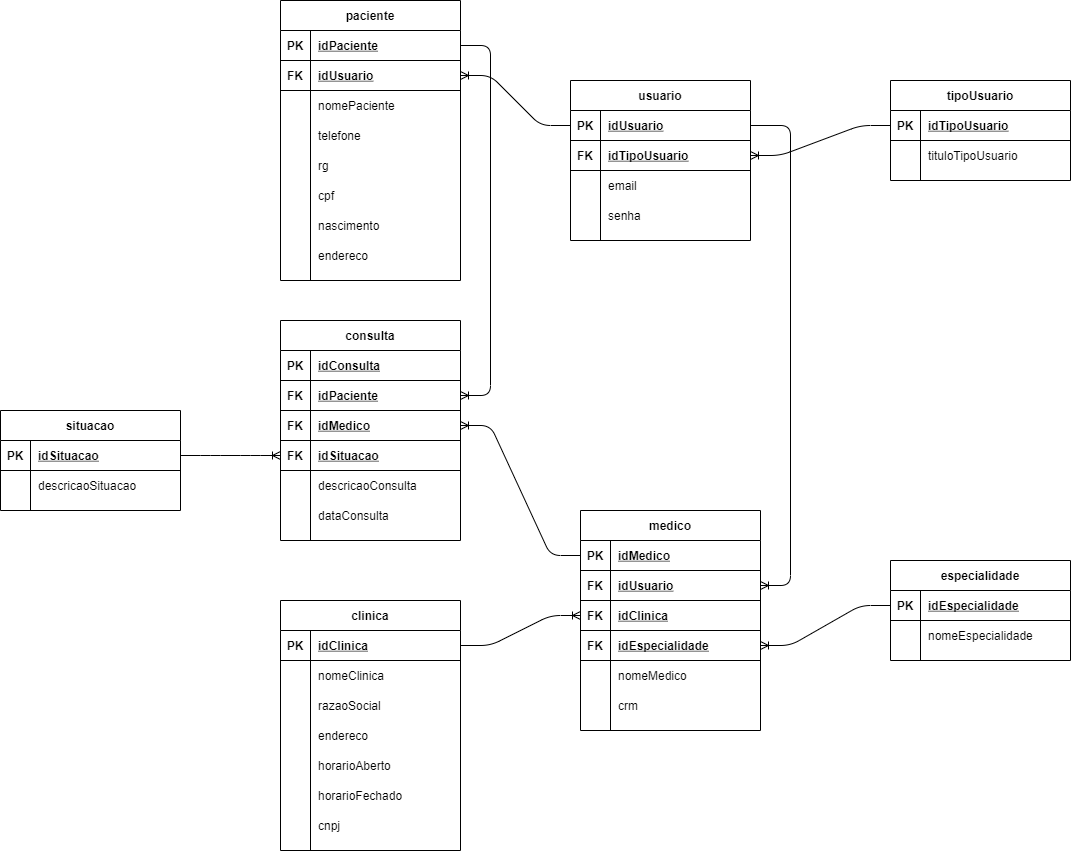 paciente
PK idPaciente
FK idUsuario
nomePaciente
telefone
rg
cpf
nascimento
endereco
usuario
PK idUsuario
FK idTipoUsuario
email
senha
tipoUsuario
PK idTipoUsuario
tituloTipoUsuario
consulta
PK idConsulta
FK idPaciente
FK idMedico
FK idSituacao
descricaoConsulta
dataConsulta
situacao
PK idSituacao
descricaoSituacao
medico
PK idMedico
FK idUsuario
FK idClinica
FK idEspecialidade
nomeMedico
crm
especialidade
PK idEspecialidade
nomeEspecialidade
clinica
PK idClinica
nomeClinica
razaoSocial
endereco
horarioAberto
horarioFechado
cnpj